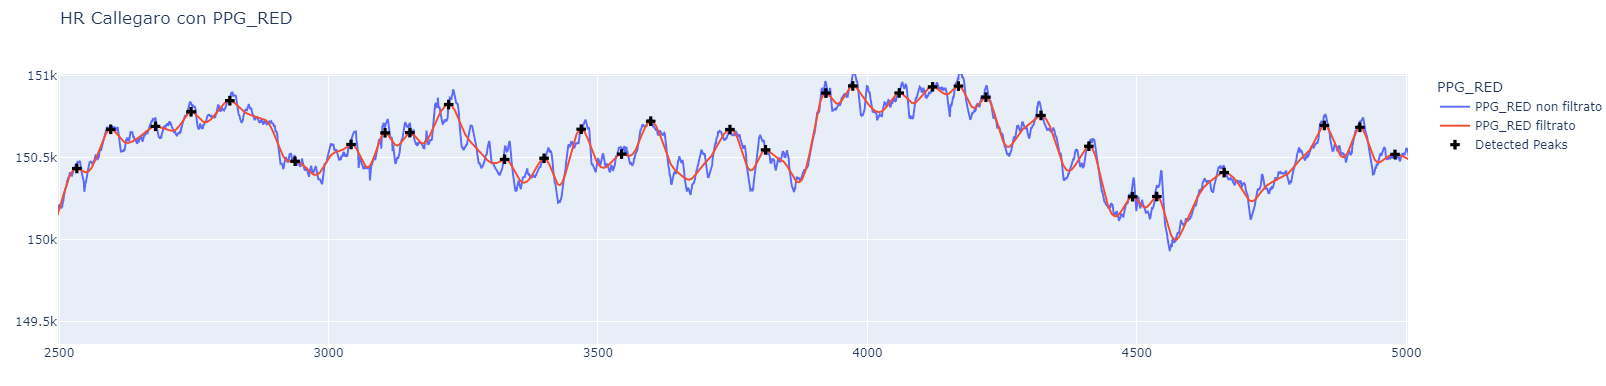 HR Callegaro con PPG_RED
151k
150.5k
150k
149.5k
2500
3000
3500
4000
4500
5000
PPG_RED
PPG_RED non filtrato
PPG_RED filtrato
Detected Peaks